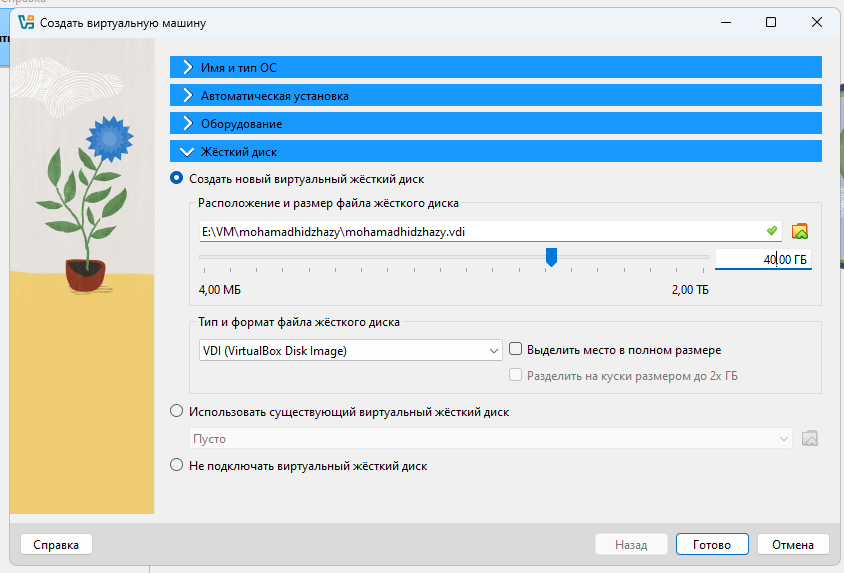 Справка
Создать виртуальную машину
Имя и тип ОС
Автоматическая установка
Оборудование
Жёсткий диск
Создать новый виртуальный жёсткий диск
Расположение и размер файла жёсткого диска
E:\VM\mohamadhidzhazy\mohamadhidzhazy.vdi
40,00 ГБ
4,00 МБ 2,00 ТБ
Тип и формат файла жёсткого диска
VDI (VirtualBox Disk Image) Выделить место в полном размере
Разделить на куски размером до 2х ГБ
Использовать существующий виртуальный жёсткий диск
Пусто
Не подключать виртуальный жёсткий диск
Справка Назад Готово Отмена